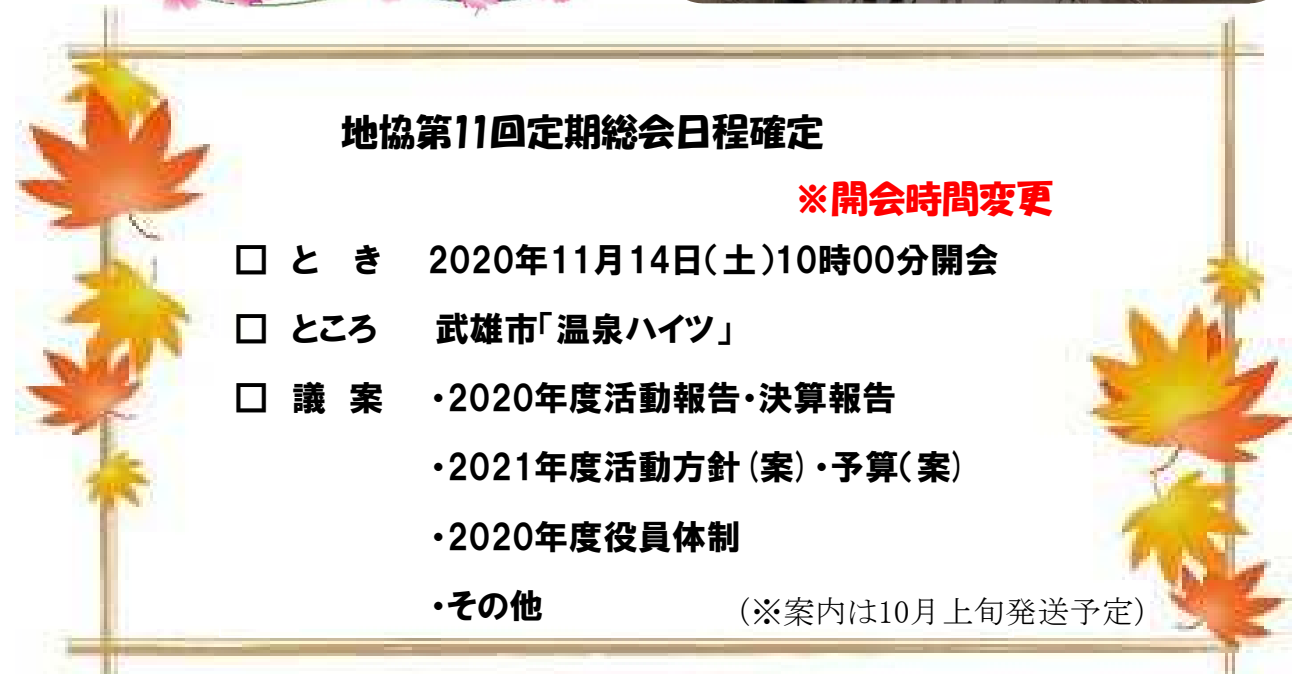 地協第11回定期総会日程確定
※開会時間変更
□ と き 2020年11月14日(土)10時00分開会
□ ところ 武雄市「温泉ハイツ」
□ 議 案 ・2020年度活動報告・決算報告
・2021年度活動方針(案)・予算(案)
・2020年度役員体制
・その他 (※案内は10月上旬発送予定)